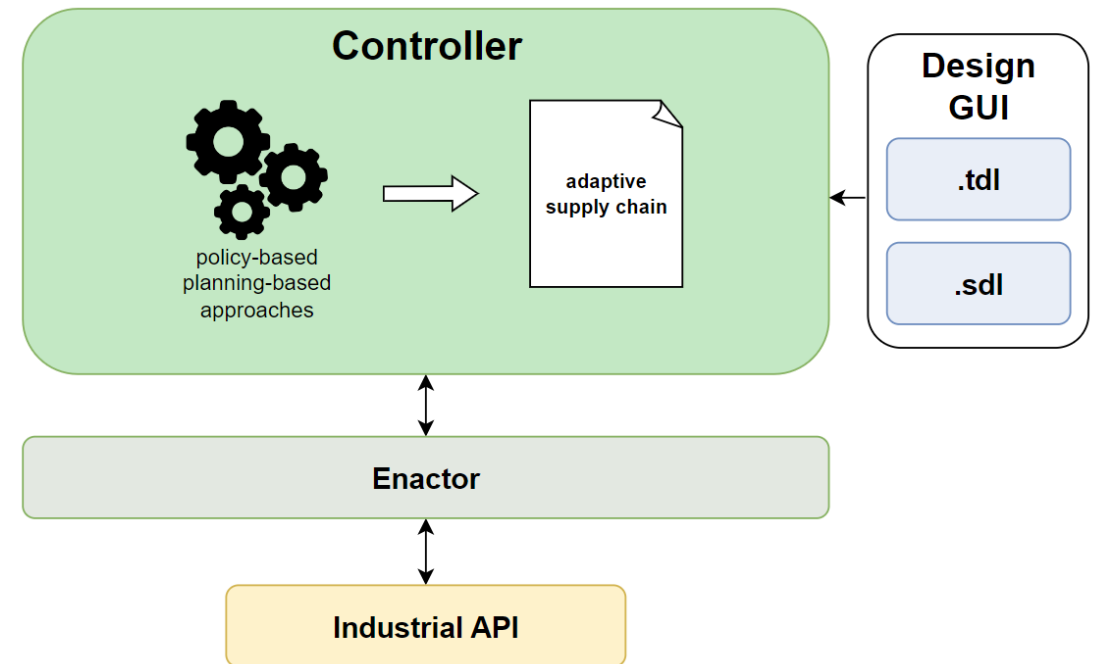 Controller
policy-based
planning-based
approaches
adaptive
supply chain
Design
GUI
.tdl
.sdl
Enactor
Industrial API